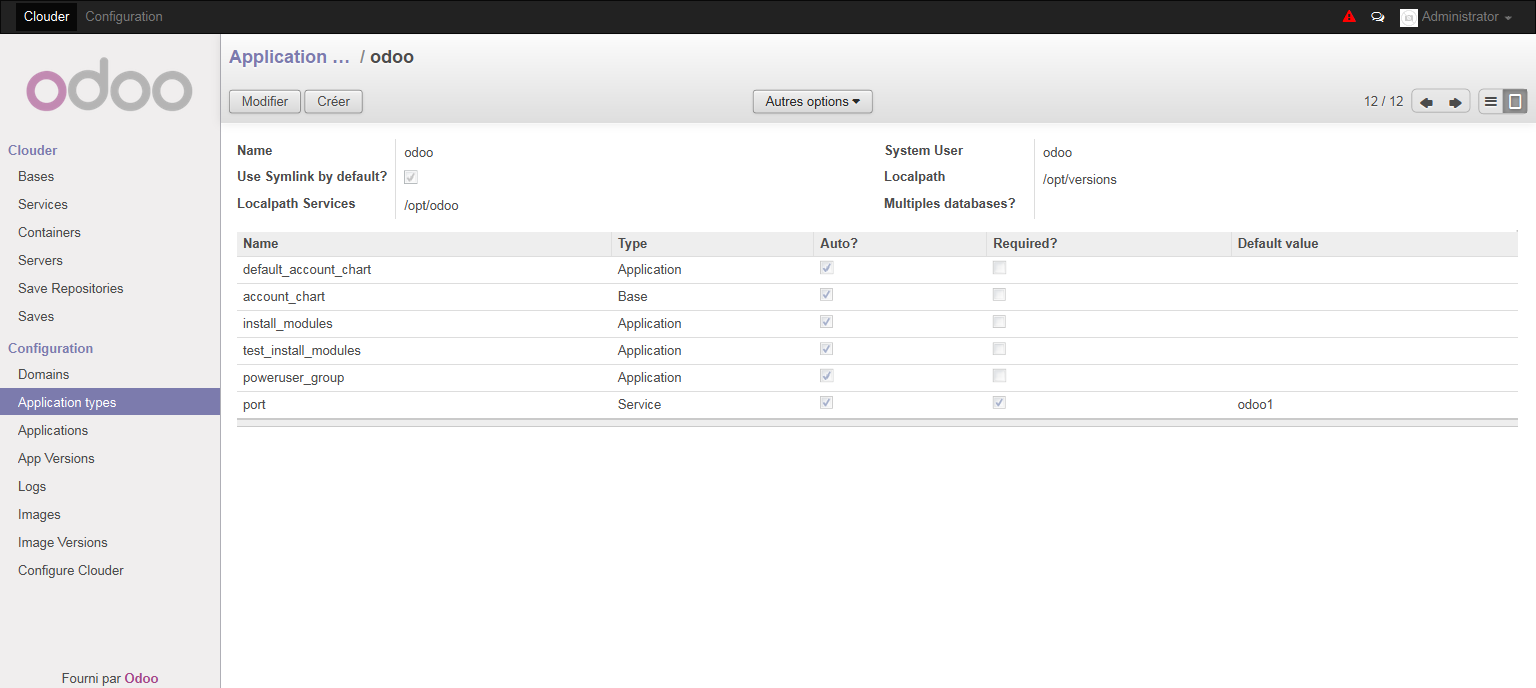 Clouder Configuration Administrator
odoo
Application ... / odoo
Modifier Créer Autres options 12 / 12
Clouder
Bases
Services
Containers
Servers
Save Repositories
Saves
Configuration
Domains
Application types
Applications
App Versions
Logs
Images
Image Versions
Configure Clouder
Fourni par Odoo
Name odoo
Use Symlink by default?
Localpath Services /opt/odoo
System User odoo
Localpath /opt/versions
Multiples databases?
Name Type Auto? Required? Default value
default_account_chart Application
account_chart Base
install_modules Application
test_install_modules Application
poweruser_group Application
port Service odoo1